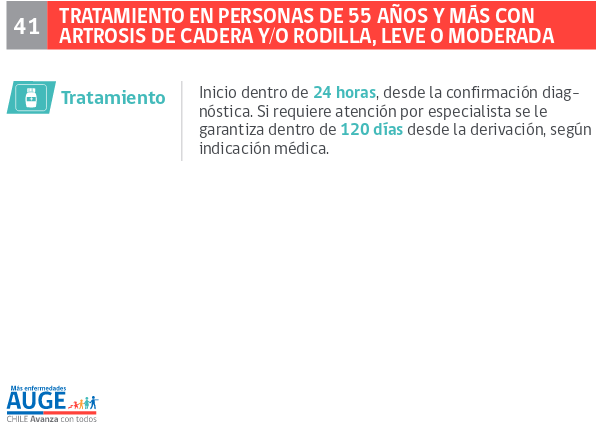 41
TRATAMIENTO EN PERSONAS DE 55 AÑOS Y MÁS CON
ARTROSIS DE CADERA Y/O RODILLA, LEVE O MODERADA
Tratamiento
Inicio dentro de 24 horas, desde la confirmación diag-
nóstica. Si requiere atención por especialista se le
garantiza dentro de 120 días desde la derivación, según
indicación médica.
Más enfermedades
AUGE
CHILE Avanza con todos